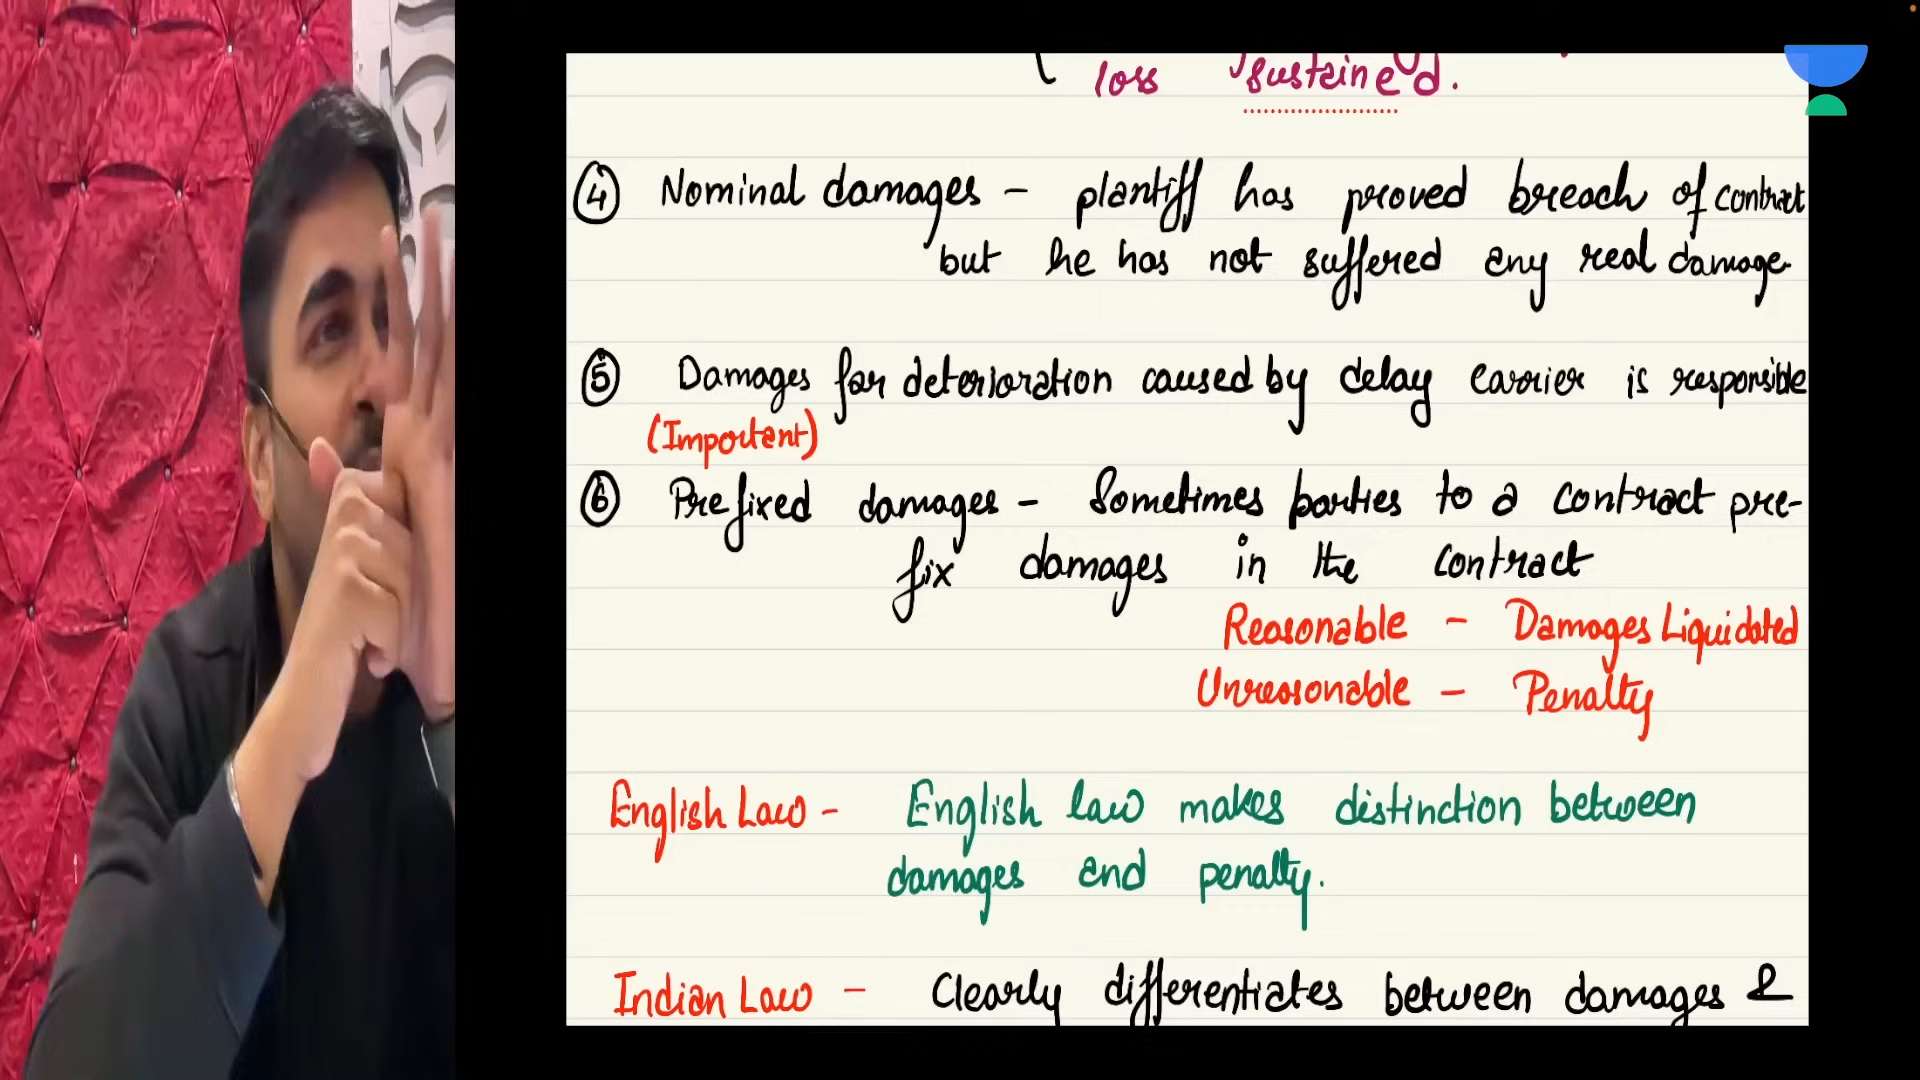 loss sustained.
④ Nominal damages - plantiff has proved breach of contract
but he has not suffered any real damage
⑤ Damages for deterioration caused by delay carrier is responsible
(Important)
⑥ Prefixed damages - Sometimes parties to a contract pre-
fix damages in the contract
Reasonable - Damages Liquidated
Unreasonable - Penalty
English Law - English law makes distinction between
damages and penalty.
Indian Law - Clearly differentiates between damages &